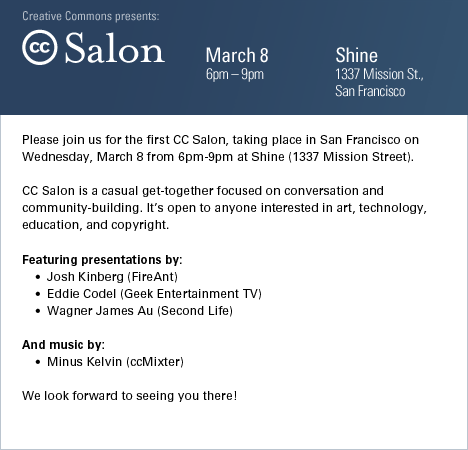 Creative Commons presents:
cc Salon
March 8
6pm – 9pm
Shine
1337 Mission St.,
San Francisco
Please join us for the first CC Salon, taking place in San Francisco on
Wednesday, March 8 from 6pm-9pm at Shine (1337 Mission Street).
CC Salon is a casual get-together focused on conversation and
community-building. It's open to anyone interested in art, technology,
education, and copyright.
Featuring presentations by:
• Josh Kinberg (FireAnt)
• Eddie Codel (Geek Entertainment TV)
• Wagner James Au (Second Life)
And music by:
• Minus Kelvin (ccMixter)
We look forward to seeing you there!